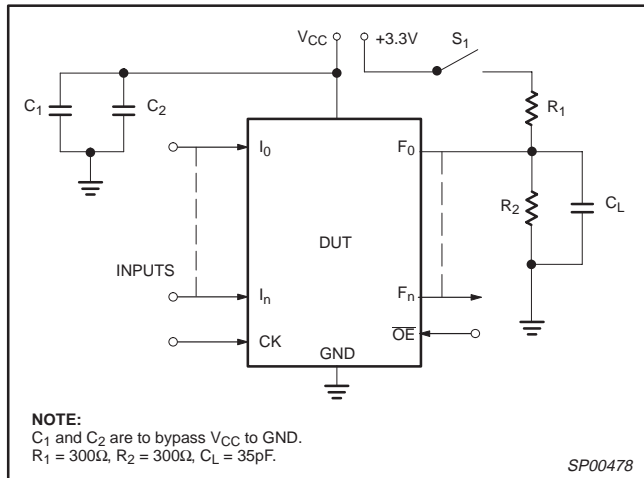 V_CC +3.3V S_1
C_1 C_2 R_1
I_0 F_0
R_2 C_L
DUT
INPUTS
I_n F_n
CK O̅E̅
GND
NOTE:
C_1 and C_2 are to bypass V_CC to GND.
R_1 = 300Ω, R_2 = 300Ω, C_L = 35pF.
SP00478